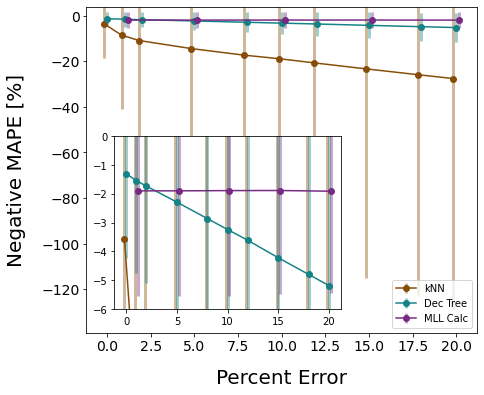 Negative MAPE [%]
0
−20
−40
−60
−80
−100
−120
0
−1
−2
−3
−4
−5
−6
0 5 10 15 20
kNN
Dec Tree
MLL Calc
0.0 2.5 5.0 7.5 10.0 12.5 15.0 17.5 20.0
Percent Error